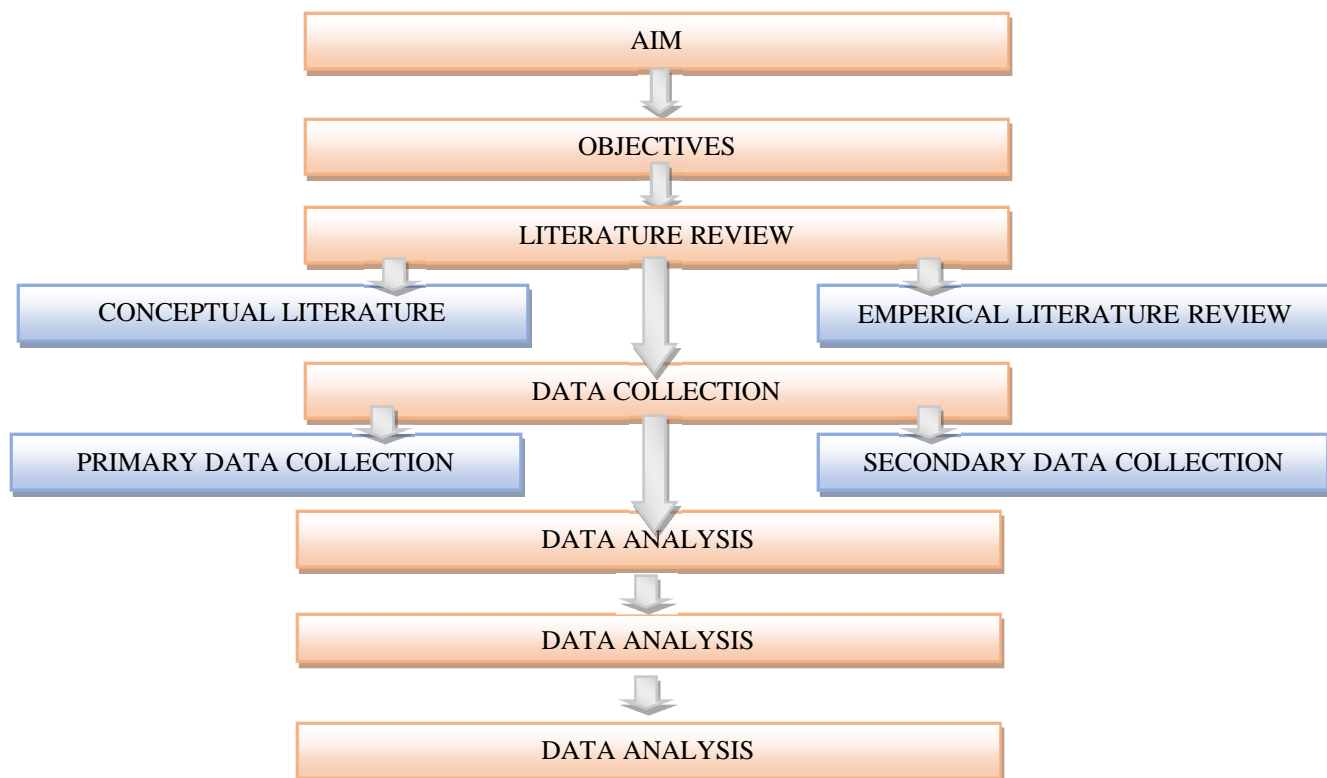 AIM
OBJECTIVES
LITERATURE REVIEW
CONCEPTUAL LITERATURE
EMPERICAL LITERATURE REVIEW
DATA COLLECTION
PRIMARY DATA COLLECTION
SECONDARY DATA COLLECTION
DATA ANALYSIS
DATA ANALYSIS
DATA ANALYSIS